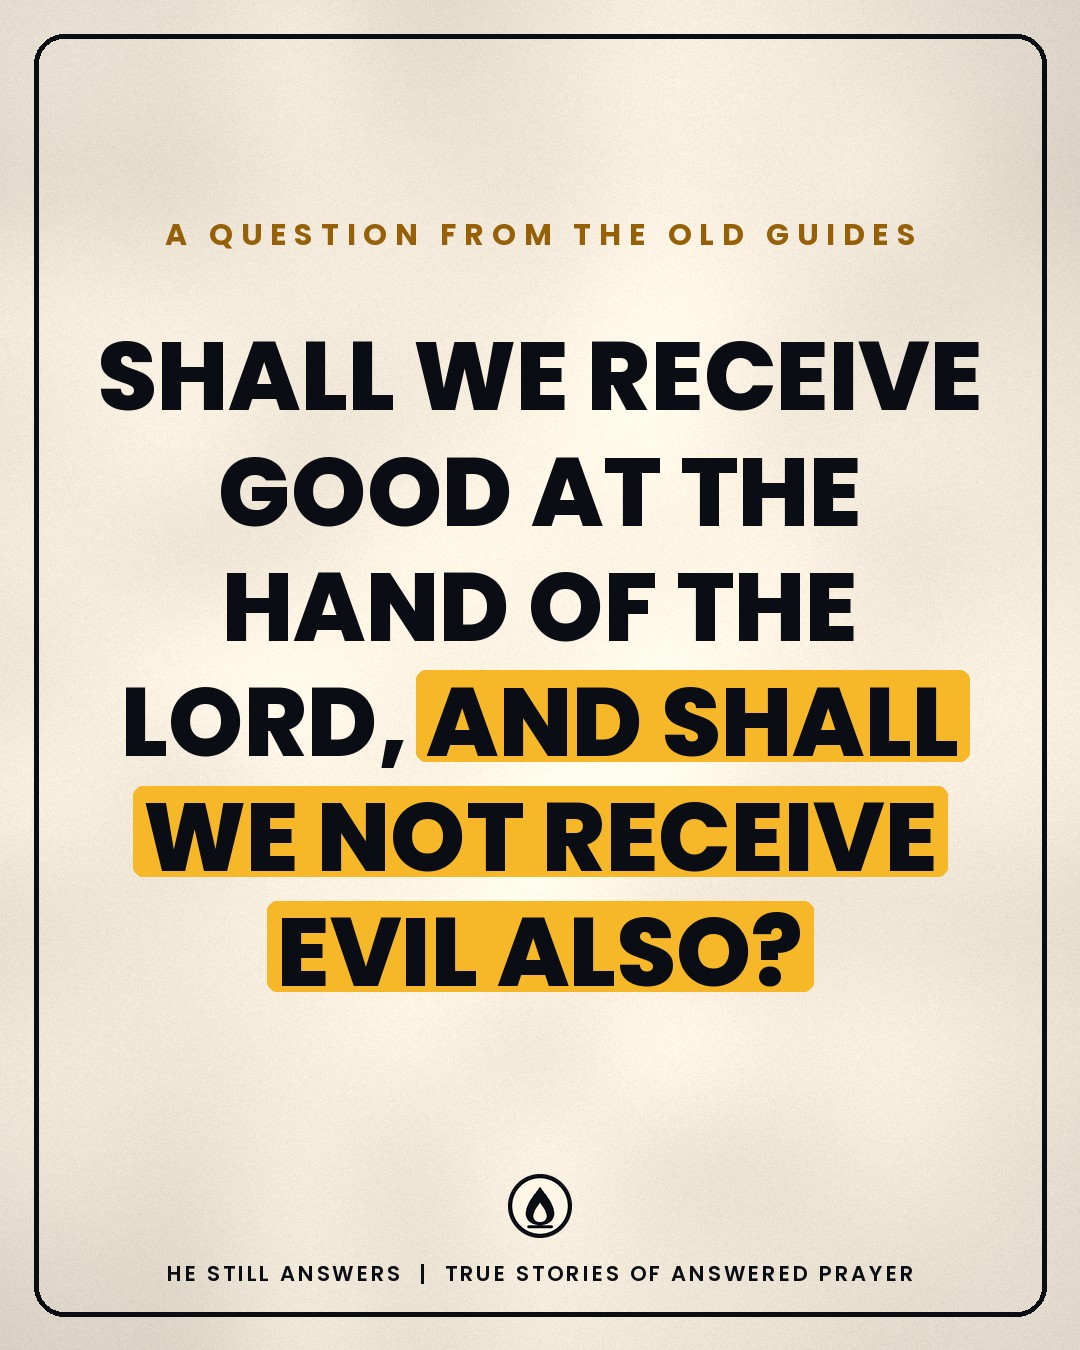 A QUESTION FROM THE OLD GUIDES
SHALL WE RECEIVE
GOOD AT THE
HAND OF THE
LORD, AND SHALL
WE NOT RECEIVE
EVIL ALSO?
HE STILL ANSWERS | TRUE STORIES OF ANSWERED PRAYER